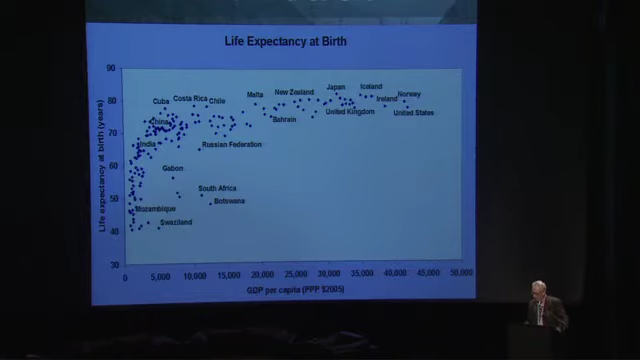 Life Expectancy at Birth
Life expectancy at birth (years)
90
80
70
60
50
40
30
Cuba
Costa Rica
Chile
Malta
New Zealand
Japan
Iceland
Ireland
Norway
China
Bahrain
United Kingdom
United States
India
Russian Federation
Gabon
South Africa
Botswana
Mozambique
Swaziland
0
5,000
10,000
15,000
20,000
25,000
30,000
35,000
40,000
45,000
50,000
GDP per capita (PPP $2005)